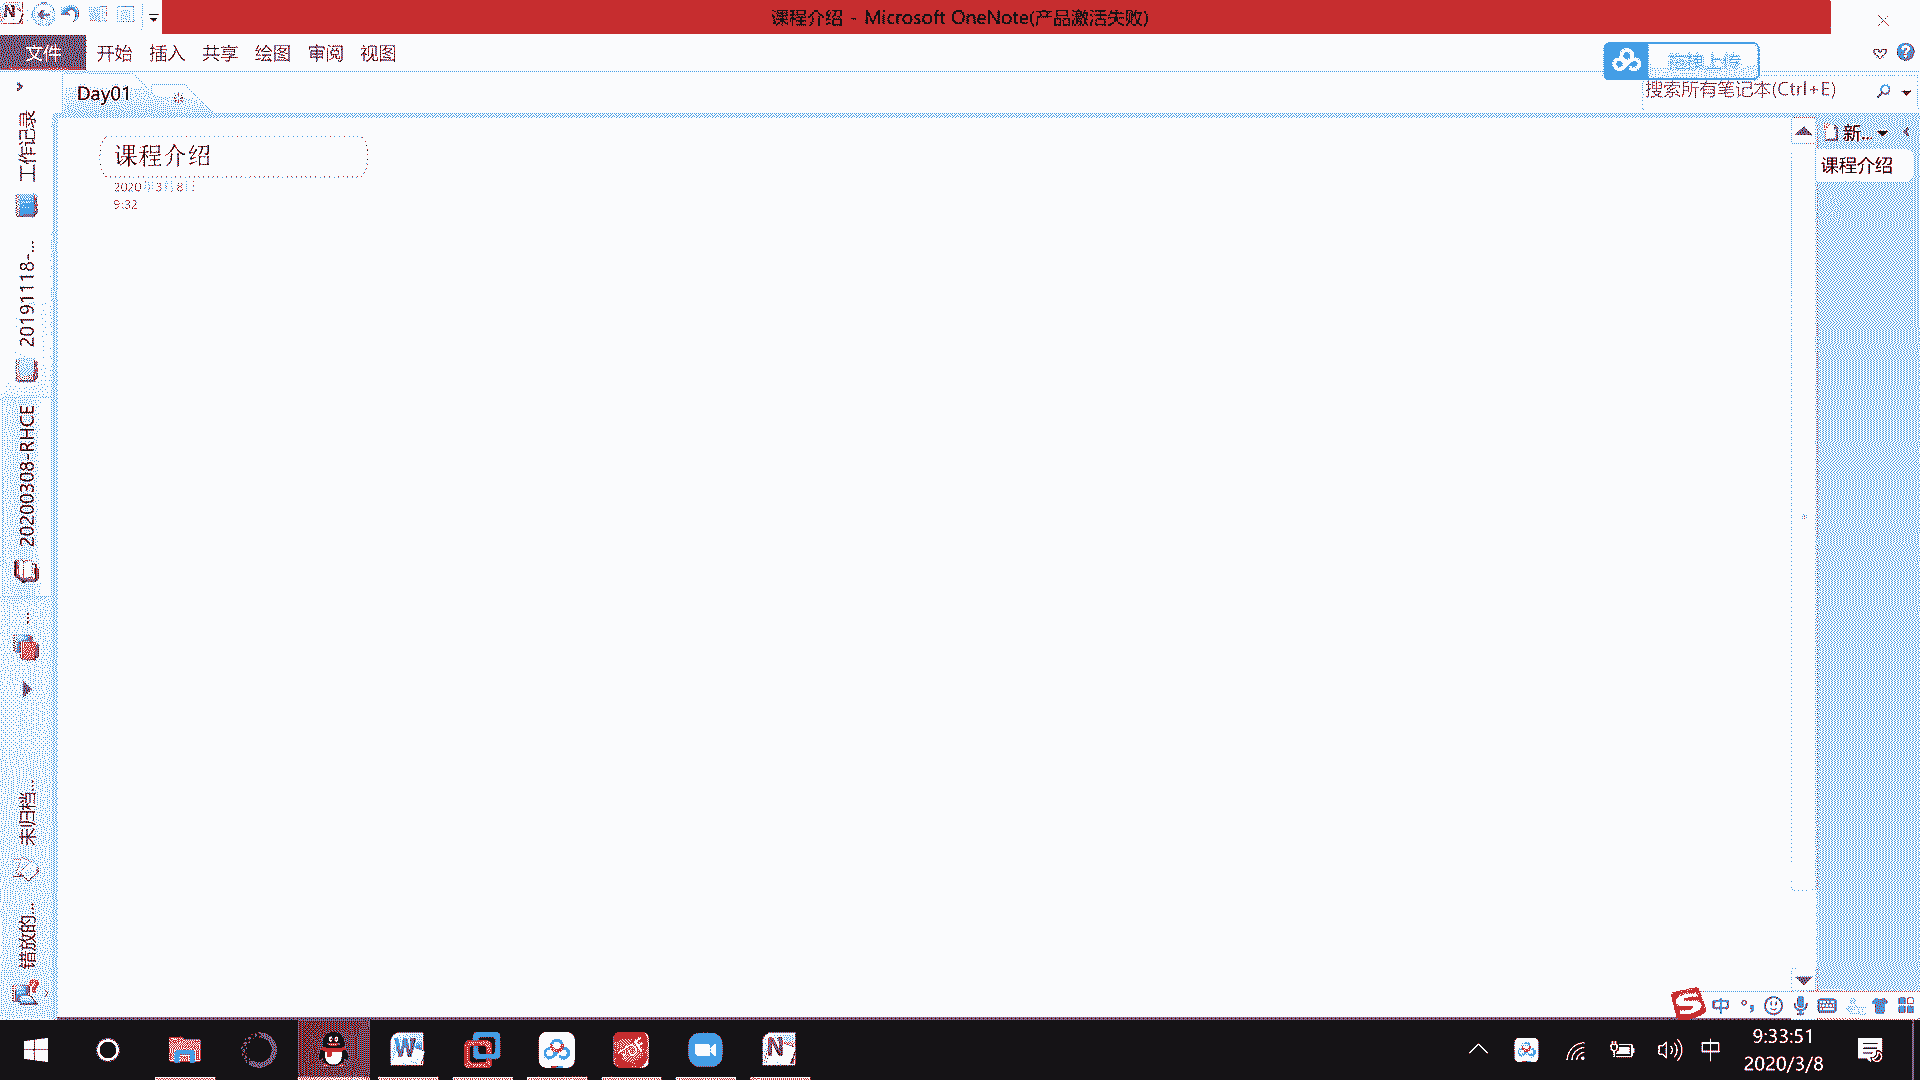 课程介绍 - Microsoft OneNote(产品激活失败)
文件 开始 插入 共享 绘图 审阅 视图
拖拽上传
Day01
搜索所有笔记本(Ctrl+E)
课程介绍
2020年3月8日
9:32
新...
课程介绍
工作记录
20191118-...
20200308-RHCE
...
未归档...
错放的...
中
中
9:33:51
2020/3/8